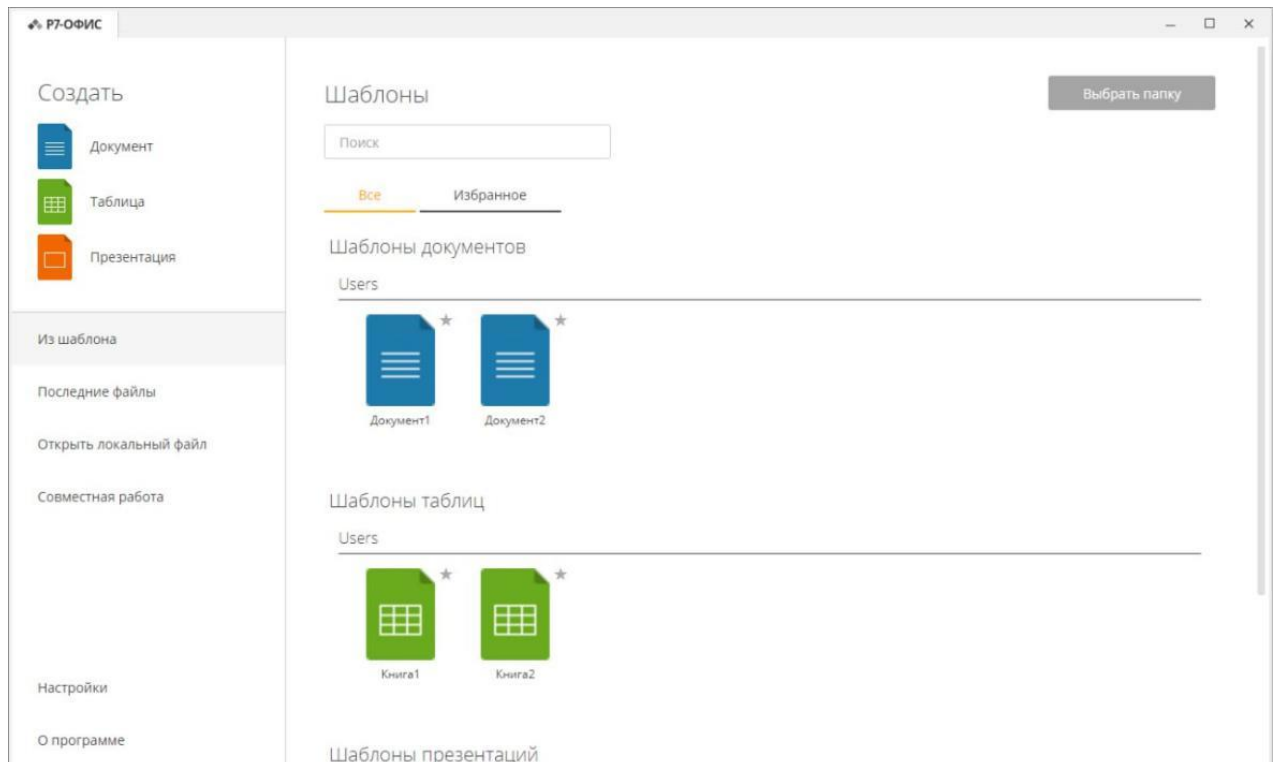 Р7-ОФИС
Создать
Документ
Таблица
Презентация
Из шаблона
Последние файлы
Открыть локальный файл
Совместная работа
Настройки
О программе
Шаблоны
Выбрать папку
Поиск
Все Избранное
Шаблоны документов
Users
Документ1 Документ2
Шаблоны таблиц
Users
Книга1 Книга2
Шаблоны презентаций